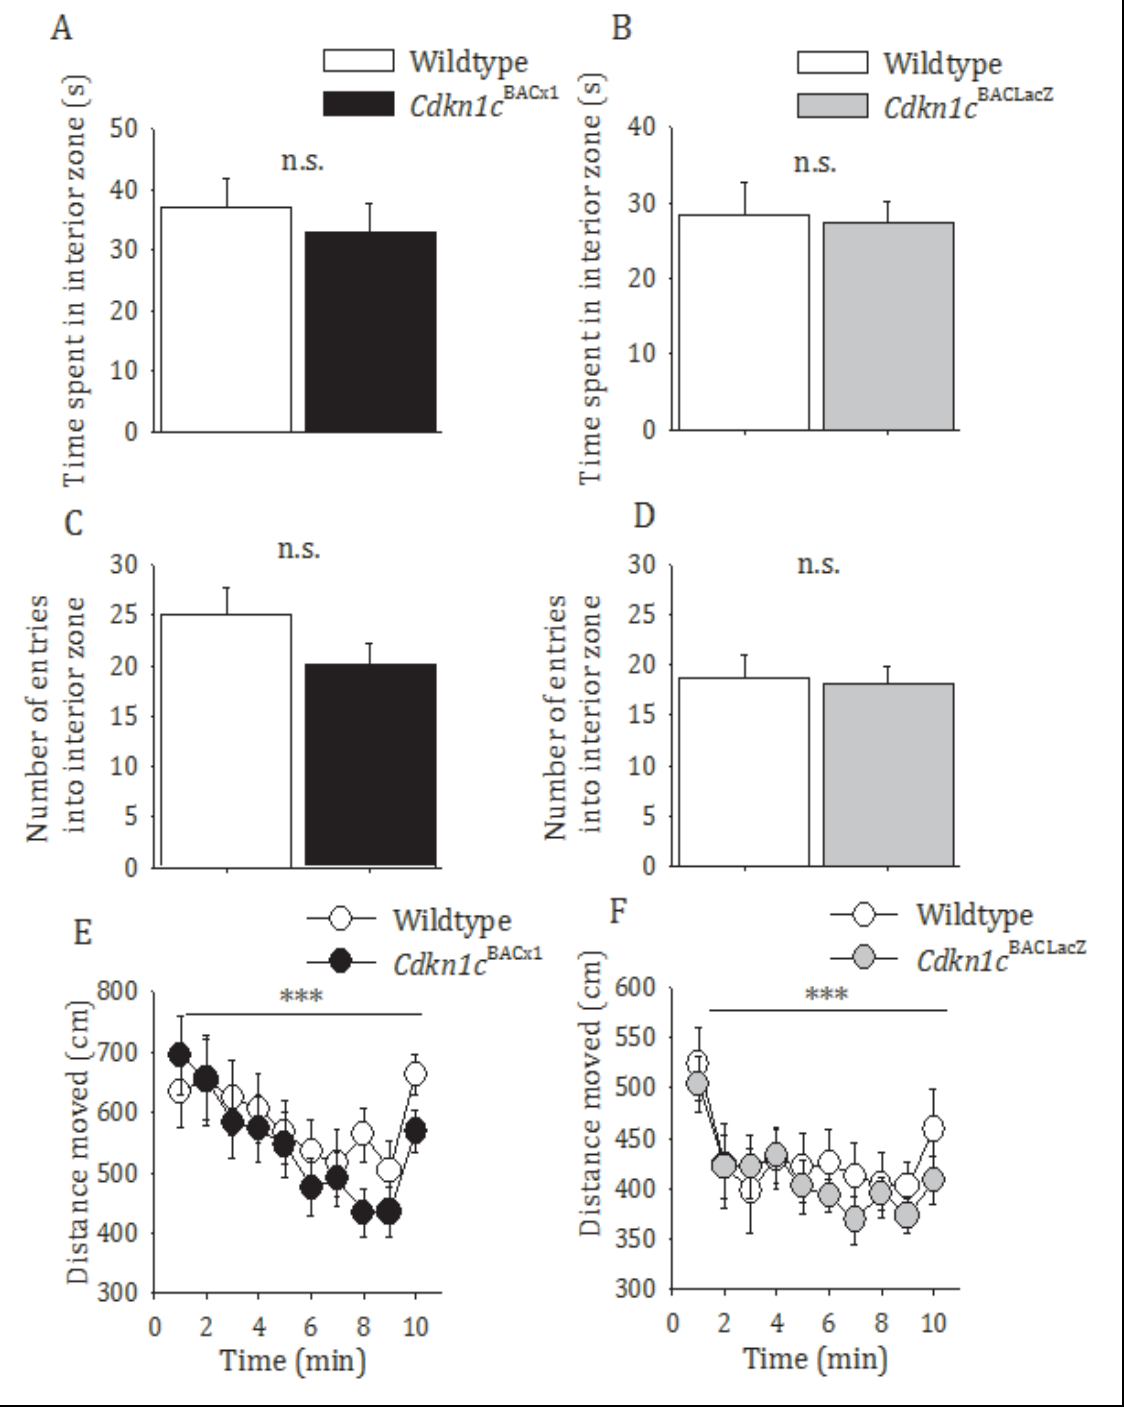 A
Wildtype
Cdkn1c^BACx1
Time spent in interior zone (s)
50
40
30
20
10
0
n.s.
B
Wildtype
Cdkn1c^BACLacZ
Time spent in interior zone (s)
40
30
20
10
0
n.s.
C
n.s.
Number of entries
into interior zone
30
25
20
15
10
5
0
D
n.s.
Number of entries
into interior zone
30
25
20
15
10
5
0
E
Wildtype
Cdkn1c^BACx1
Distance moved (cm)
800
700
600
500
400
300
***
0 2 4 6 8 10
Time (min)
F
Wildtype
Cdkn1c^BACLacZ
Distance moved (cm)
600
550
500
450
400
350
300
***
0 2 4 6 8 10
Time (min)